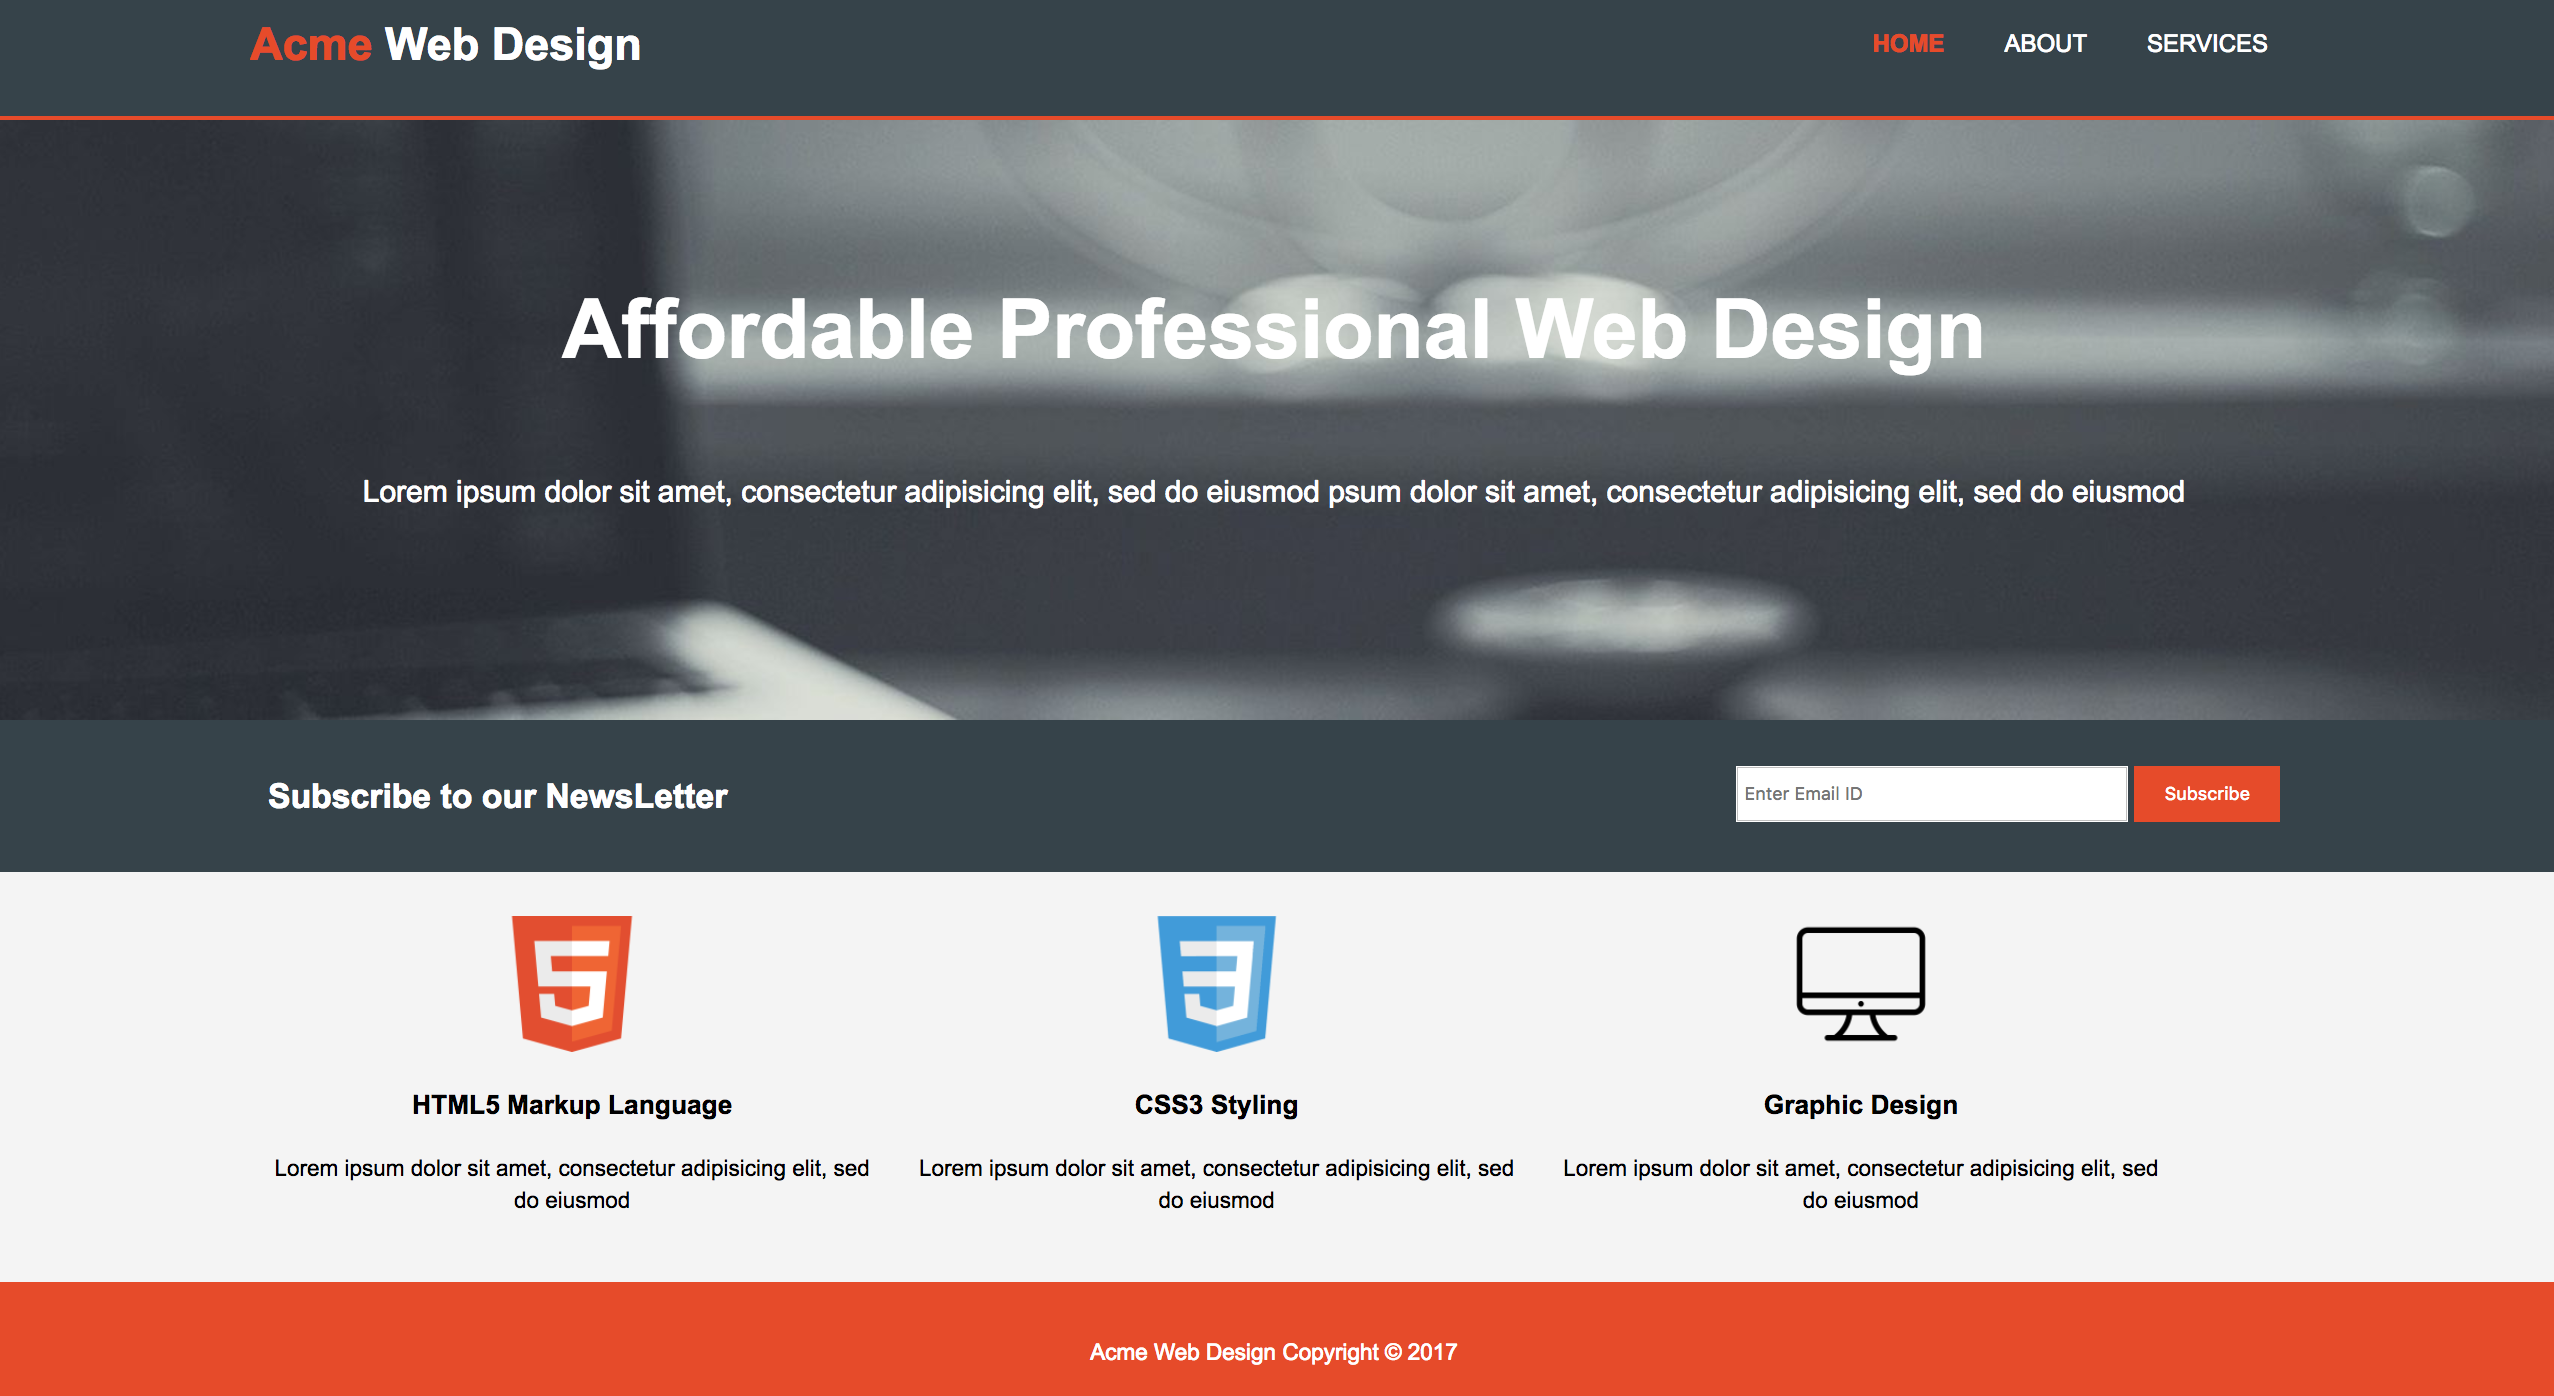 Acme Web Design
HOME ABOUT SERVICES
Affordable Professional Web Design
Lorem ipsum dolor sit amet, consectetur adipisicing elit, sed do eiusmod psum dolor sit amet, consectetur adipisicing elit, sed do eiusmod
Subscribe to our NewsLetter
Enter Email ID
Subscribe
HTML5 Markup Language
Lorem ipsum dolor sit amet, consectetur adipisicing elit, sed
do eiusmod
CSS3 Styling
Lorem ipsum dolor sit amet, consectetur adipisicing elit, sed
do eiusmod
Graphic Design
Lorem ipsum dolor sit amet, consectetur adipisicing elit, sed
do eiusmod
Acme Web Design Copyright © 2017